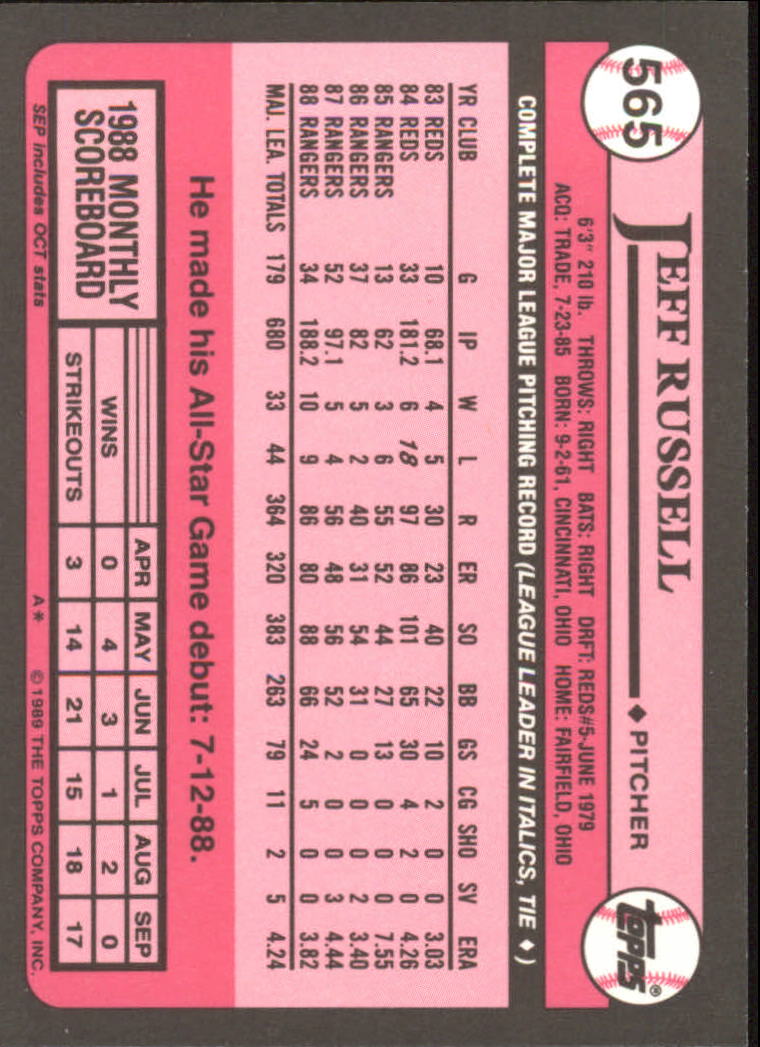 565
JEFF RUSSELL
♦ PITCHER
topps®
6'3" 210 lb. THROWS: RIGHT BATS: RIGHT DRFT: REDS#5-JUNE 1979
ACQ: TRADE, 7-23-85 BORN: 9-2-61, CINCINNATI, OHIO HOME: FAIRFIELD, OHIO
COMPLETE MAJOR LEAGUE PITCHING RECORD (LEAGUE LEADER IN ITALICS, TIE ♦)
YR CLUB G IP W L R ER SO BB GS CG SHO SV ERA
83 REDS 10 68.1 4 5 30 23 40 22 10 2 0 0 3.03
84 REDS 33 181.2 6 18 97 86 101 65 30 4 2 0 4.26
85 RANGERS 13 62 3 6 55 52 44 27 13 0 0 0 7.55
86 RANGERS 37 82 5 2 40 31 54 31 0 0 0 2 3.40
87 RANGERS 52 97.1 5 4 56 48 56 52 2 0 0 3 4.44
88 RANGERS 34 188.2 10 9 86 80 88 66 24 5 0 0 3.82
MAJ. LEA. TOTALS 179 680 33 44 364 320 383 263 79 11 2 5 4.24
He made his All-Star Game debut: 7-12-88.
1988 MONTHLY
SCOREBOARD
APR MAY JUN JUL AUG SEP
WINS 0 4 3 1 2 0
STRIKEOUTS 3 14 21 15 18 17
SEP includes OCT stats
A* © 1989 THE TOPPS COMPANY, INC.